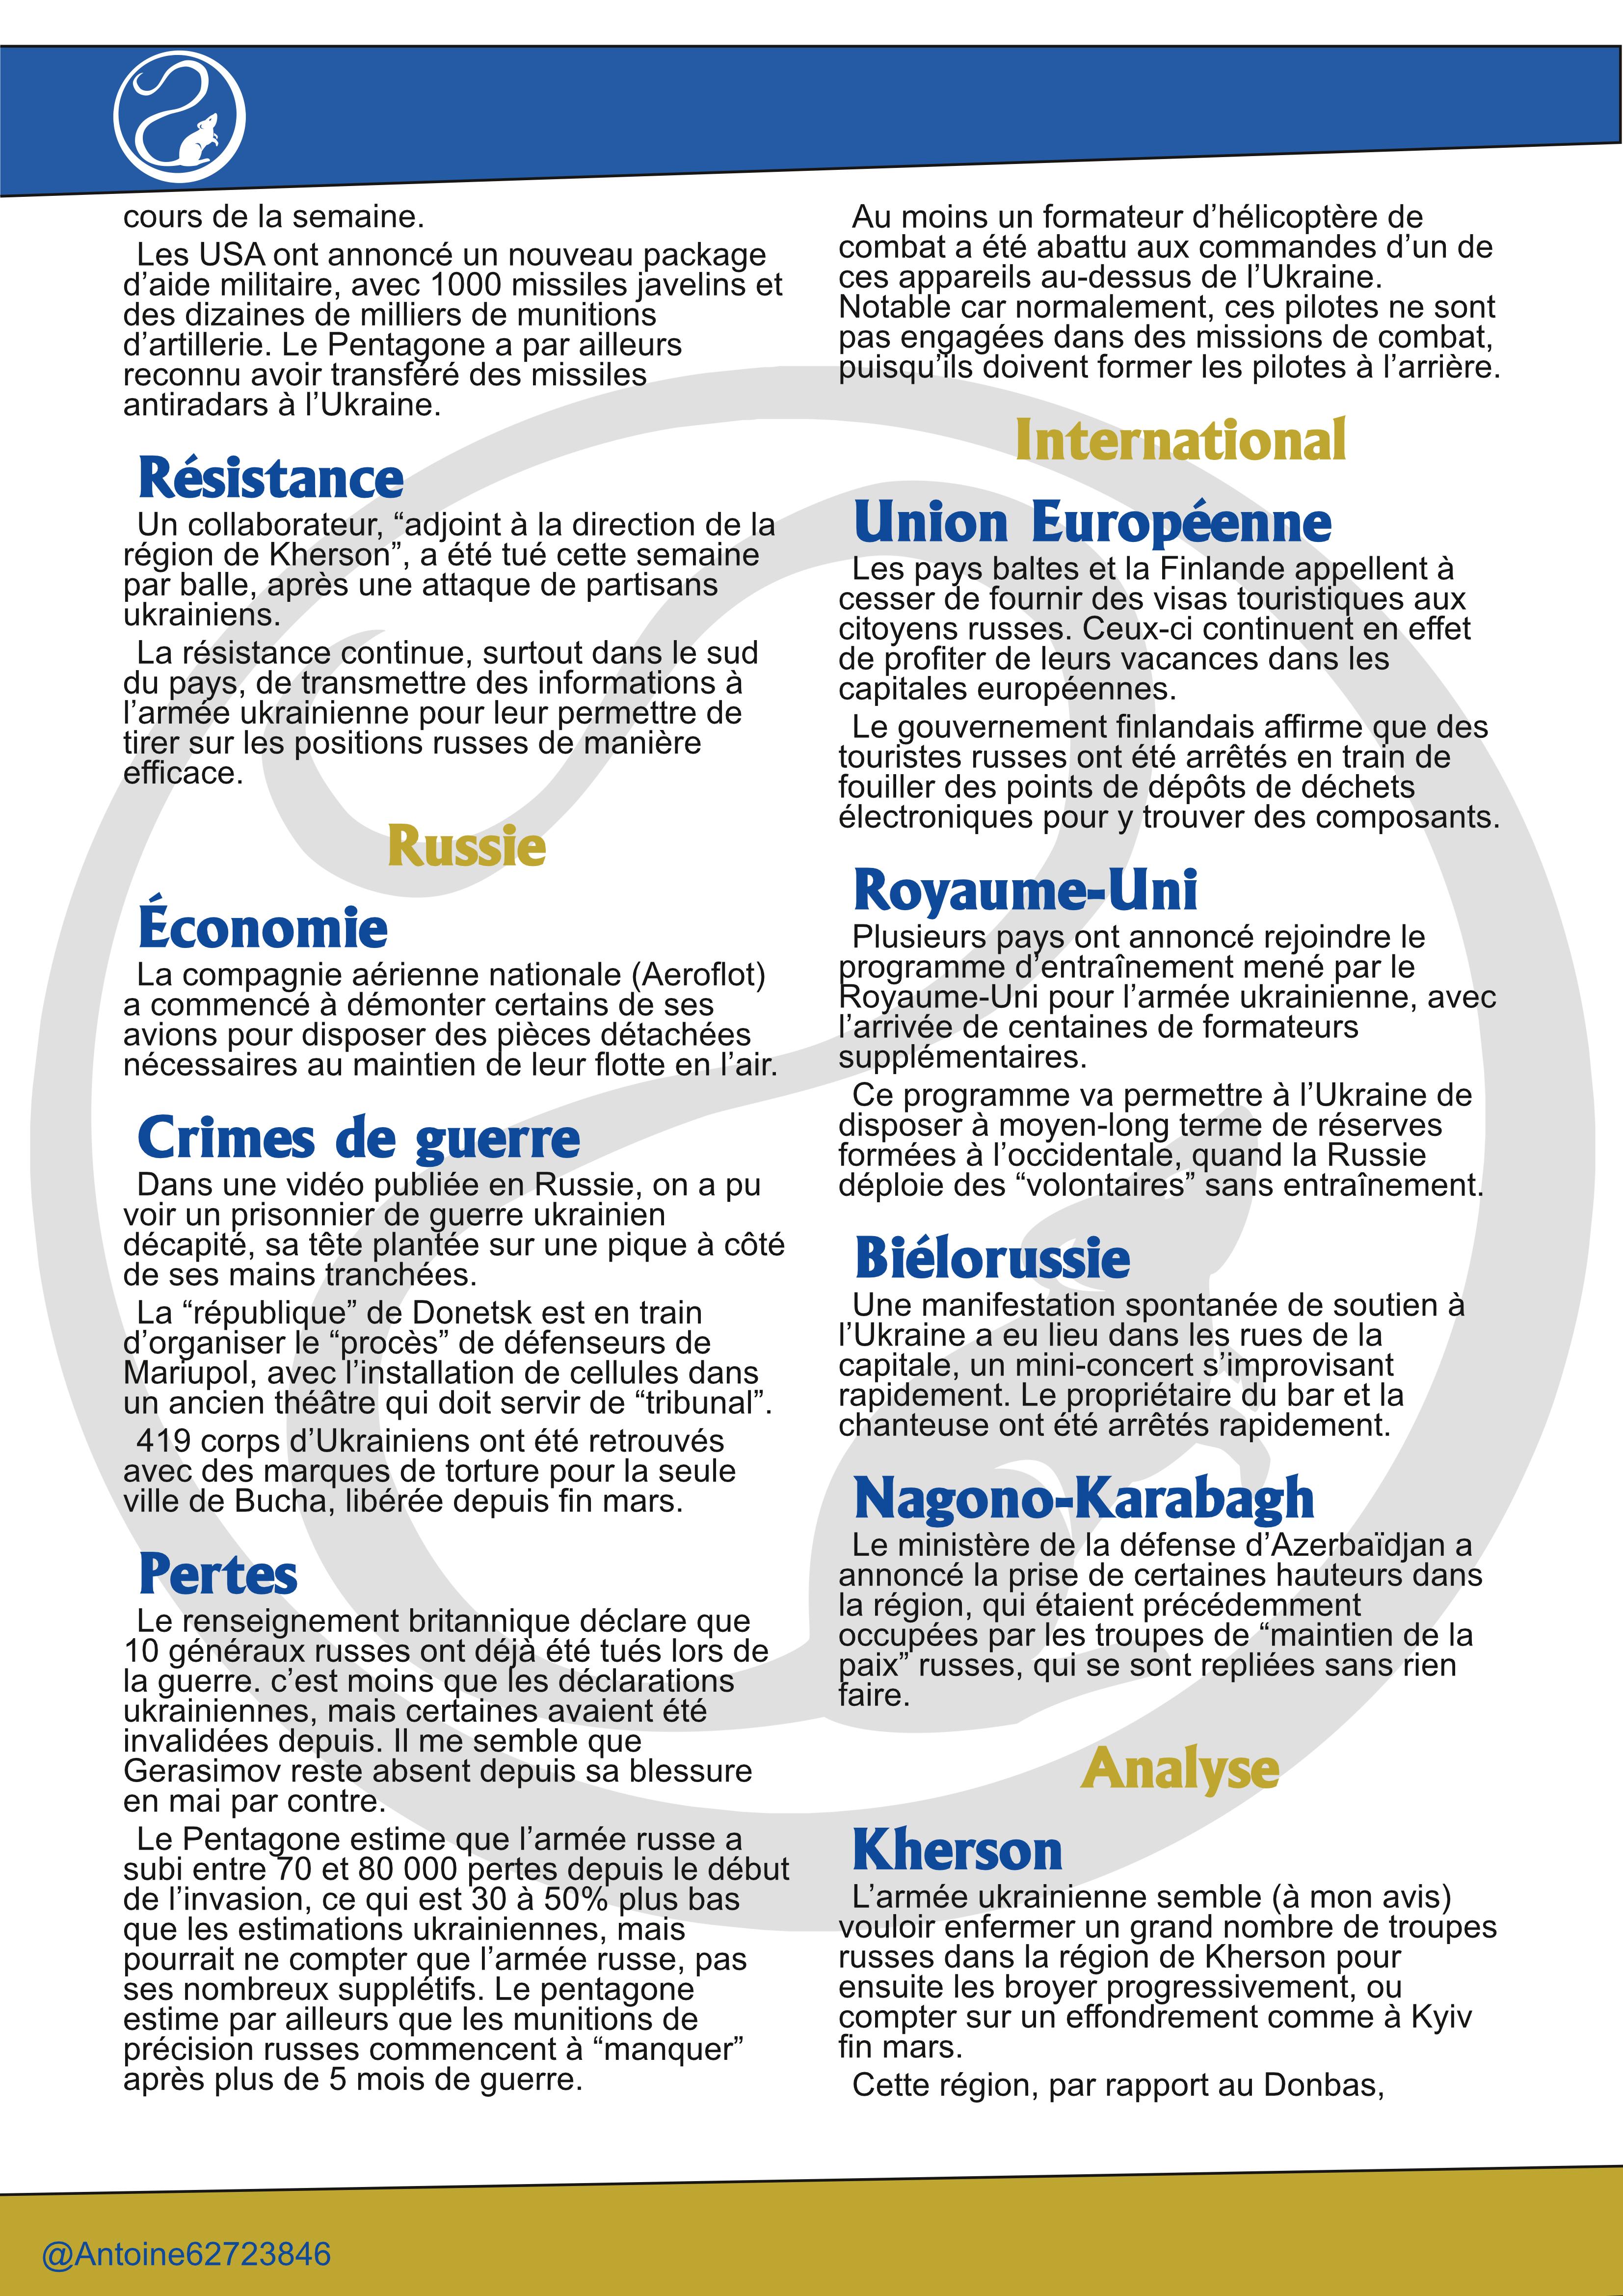 cours de la semaine.
Les USA ont annoncé un nouveau package
d’aide militaire, avec 1000 missiles javelins et
des dizaines de milliers de munitions
d’artillerie. Le Pentagone a par ailleurs
reconnu avoir transféré des missiles
antiradars à l’Ukraine.
Résistance
Un collaborateur, “adjoint à la direction de la
région de Kherson”, a été tué cette semaine
par balle, après une attaque de partisans
ukrainiens.
La résistance continue, surtout dans le sud
du pays, de transmettre des informations à
l’armée ukrainienne pour leur permettre de
tirer sur les positions russes de manière
efficace.
Russie
Économie
La compagnie aérienne nationale (Aeroflot)
a commencé à démonter certains de ses
avions pour disposer des pièces détachées
nécessaires au maintien de leur flotte en l’air.
Crimes de guerre
Dans une vidéo publiée en Russie, on a pu
voir un prisonnier de guerre ukrainien
décapité, sa tête plantée sur une pique à côté
de ses mains tranchées.
La “république” de Donetsk est en train
d’organiser le “procès” de défenseurs de
Mariupol, avec l’installation de cellules dans
un ancien théâtre qui doit servir de “tribunal”.
419 corps d’Ukrainiens ont été retrouvés
avec des marques de torture pour la seule
ville de Bucha, libérée depuis fin mars.
Pertes
Le renseignement britannique déclare que
10 généraux russes ont déjà été tués lors de
la guerre. c’est moins que les déclarations
ukrainiennes, mais certaines avaient été
invalidées depuis. Il me semble que
Gerasimov reste absent depuis sa blessure
en mai par contre.
Le Pentagone estime que l’armée russe a
subi entre 70 et 80 000 pertes depuis le début
de l’invasion, ce qui est 30 à 50% plus bas
que les estimations ukrainiennes, mais
pourrait ne compter que l’armée russe, pas
ses nombreux supplétifs. Le pentagone
estime par ailleurs que les munitions de
précision russes commencent à “manquer”
après plus de 5 mois de guerre.
Au moins un formateur d’hélicoptère de
combat a été abattu aux commandes d’un de
ces appareils au-dessus de l’Ukraine.
Notable car normalement, ces pilotes ne sont
pas engagées dans des missions de combat,
puisqu’ils doivent former les pilotes à l’arrière.
International
Union Européenne
Les pays baltes et la Finlande appellent à
cesser de fournir des visas touristiques aux
citoyens russes. Ceux-ci continuent en effet
de profiter de leurs vacances dans les
capitales européennes.
Le gouvernement finlandais affirme que des
touristes russes ont été arrêtés en train de
fouiller des points de dépôts de déchets
électroniques pour y trouver des composants.
Royaume-Uni
Plusieurs pays ont annoncé rejoindre le
programme d’entraînement mené par le
Royaume-Uni pour l’armée ukrainienne, avec
l’arrivée de centaines de formateurs
supplémentaires.
Ce programme va permettre à l’Ukraine de
disposer à moyen-long terme de réserves
formées à l’occidentale, quand la Russie
déploie des “volontaires” sans entraînement.
Biélorussie
Une manifestation spontanée de soutien à
l’Ukraine a eu lieu dans les rues de la
capitale, un mini-concert s’improvisant
rapidement. Le propriétaire du bar et la
chanteuse ont été arrêtés rapidement.
Nagono-Karabagh
Le ministère de la défense d’Azerbaïdjan a
annoncé la prise de certaines hauteurs dans
la région, qui étaient précédemment
occupées par les troupes de “maintien de la
paix” russes, qui se sont repliées sans rien
faire.
Analyse
Kherson
L’armée ukrainienne semble (à mon avis)
vouloir enfermer un grand nombre de troupes
russes dans la région de Kherson pour
ensuite les broyer progressivement, ou
compter sur un effondrement comme à Kyiv
fin mars.
Cette région, par rapport au Donbas,
@Antoine62723846